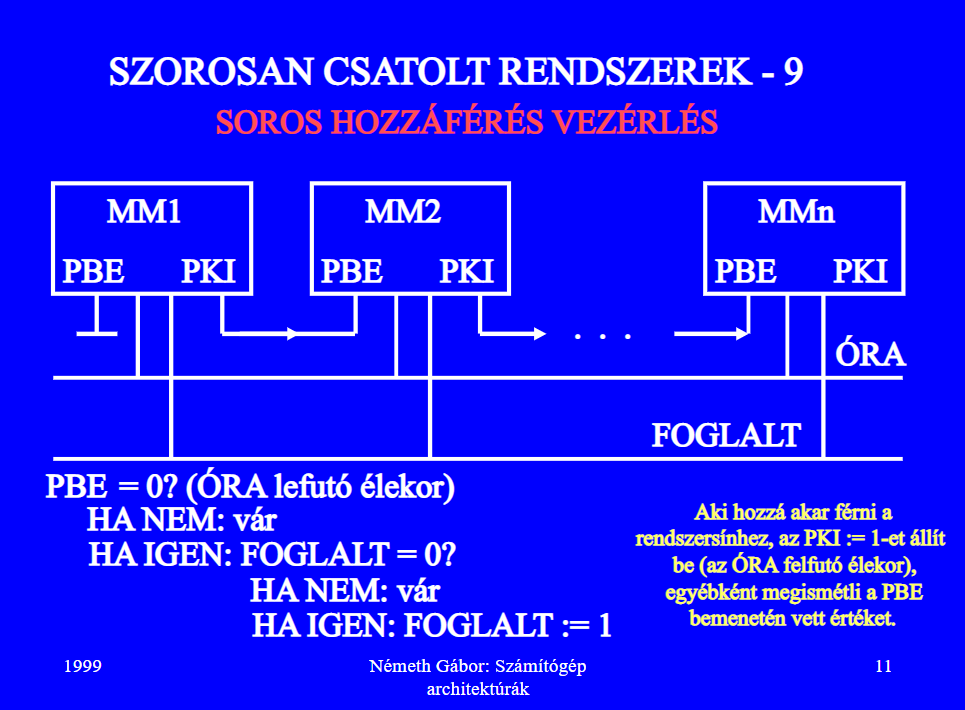 SZOROSAN CSATOLT RENDSZEREK - 9
SOROS HOZZÁFÉRÉS VEZÉRLÉS
MM1
MM2
MMn
PBE PKI
PBE PKI
PBE PKI
. . .
ÓRA
FOGLALT
PBE = 0? (ÓRA lefutó élekor)
HA NEM: vár
HA IGEN: FOGLALT = 0?
HA NEM: vár
HA IGEN: FOGLALT := 1
Aki hozzá akar férni a
rendszersínhez, az PKI := 1-et állít
be (az ÓRA felfutó élekor),
egyébként megismétli a PBE
bemenetén vett értéket.
1999
Németh Gábor: Számítógép
architektúrák
11